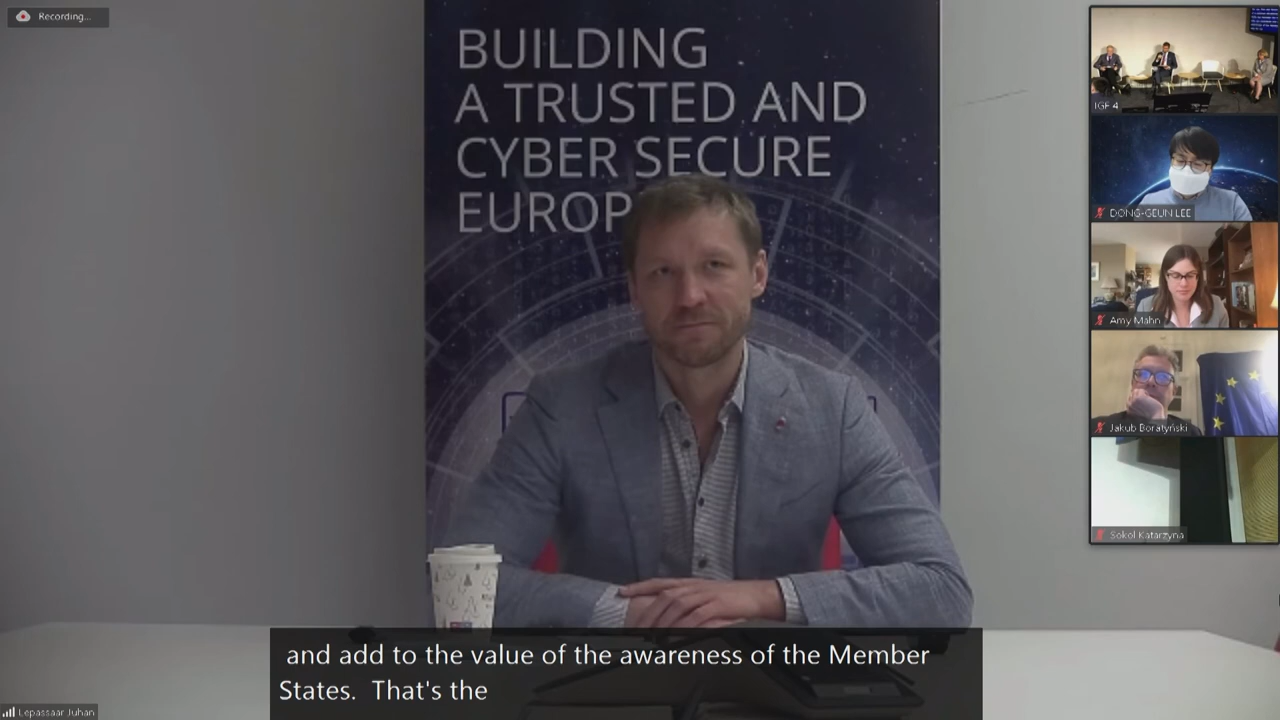 Recording...
BUILDING
A TRUSTED AND
CYBER SECURE
EUROP
IGF 4
DONG-GEUN LEE
Amy Mahn
Jakub Boratyński
Sokol Katarzyna
and add to the value of the awareness of the Member
States. That's the
Lepassaar Juhan